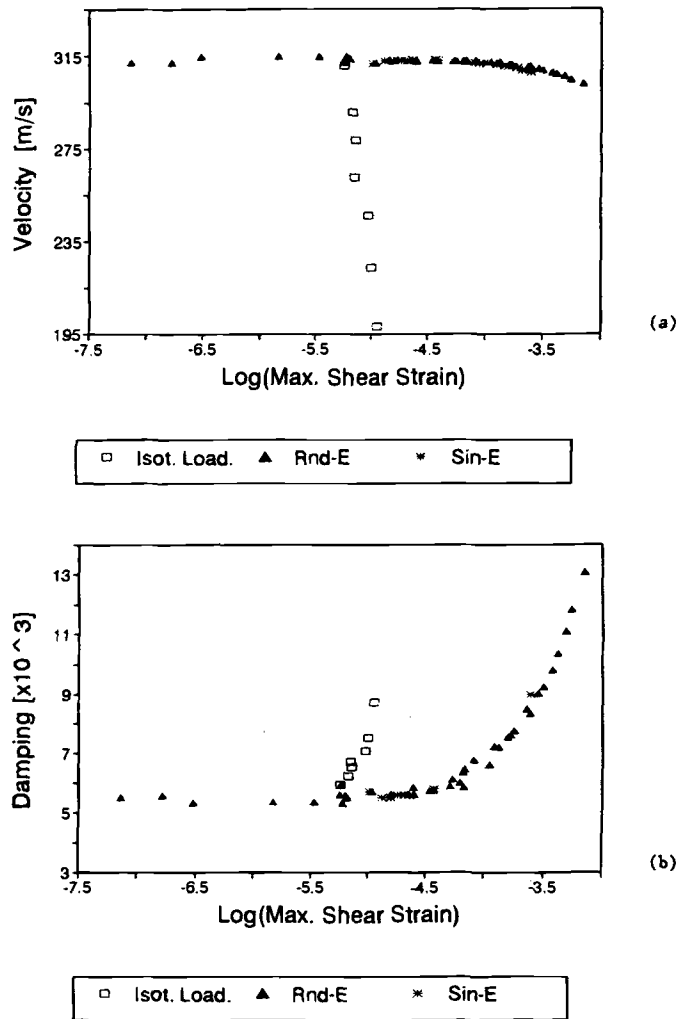 315
275
235
195
Velocity [m/s]
-7.5 -6.5 -5.5 -4.5 -3.5
Log(Max. Shear Strain)
(a)
Isot. Load. Rnd-E Sin-E
13
11
9
7
5
3
Damping [x10^3]
-7.5 -6.5 -5.5 -4.5 -3.5
Log(Max. Shear Strain)
(b)
Isot. Load. Rnd-E Sin-E